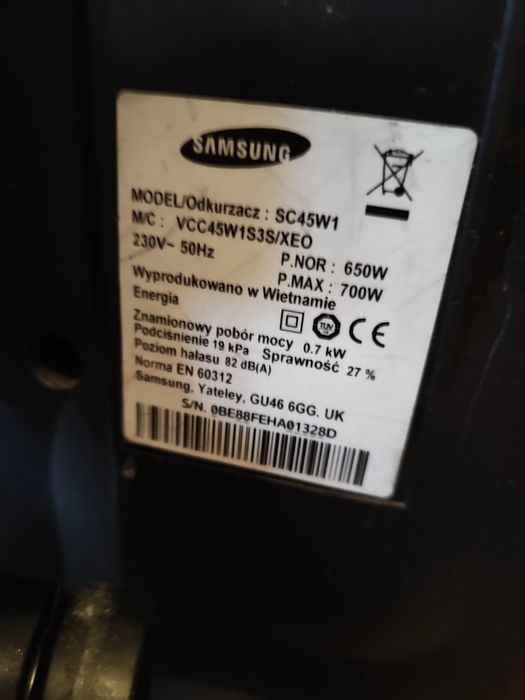 SAMSUNG
MODEL/Odkurzacz : SC45W1
M/C : VCC45W1S3S/XEO
230V~ 50Hz
P.NOR : 650W
P.MAX : 700W
Wyprodukowano w Wietnamie
Energia
Znamionowy pobór mocy 0.7 kW
Podciśnienie 19 kPa Sprawność 27 %
Poziom hałasu 82 dB(A)
Norma EN 60312
Samsung, Yateley, GU46 6GG. UK
S/N. 0BE88FEHA01328D
TUV
CE